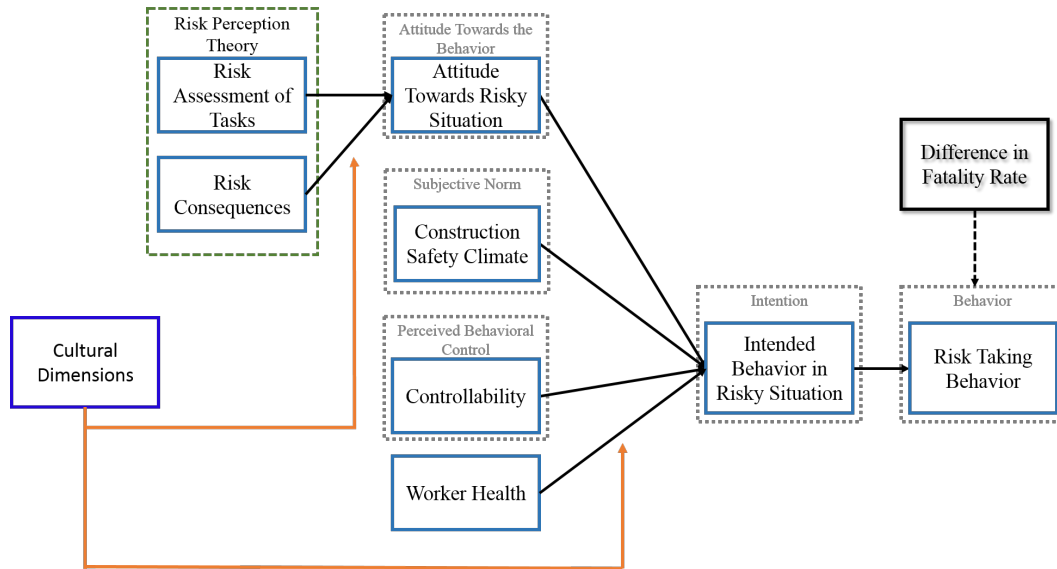 Risk Perception
Theory
Risk
Assessment of
Tasks
Risk
Consequences
Cultural
Dimensions
Attitude Towards the
Behavior
Attitude
Towards Risky
Situation
Subjective Norm
Construction
Safety Climate
Perceived Behavioral
Control
Controllability
Worker Health
Intention
Intended
Behavior in
Risky Situation
Difference in
Fatality Rate
Behavior
Risk Taking
Behavior